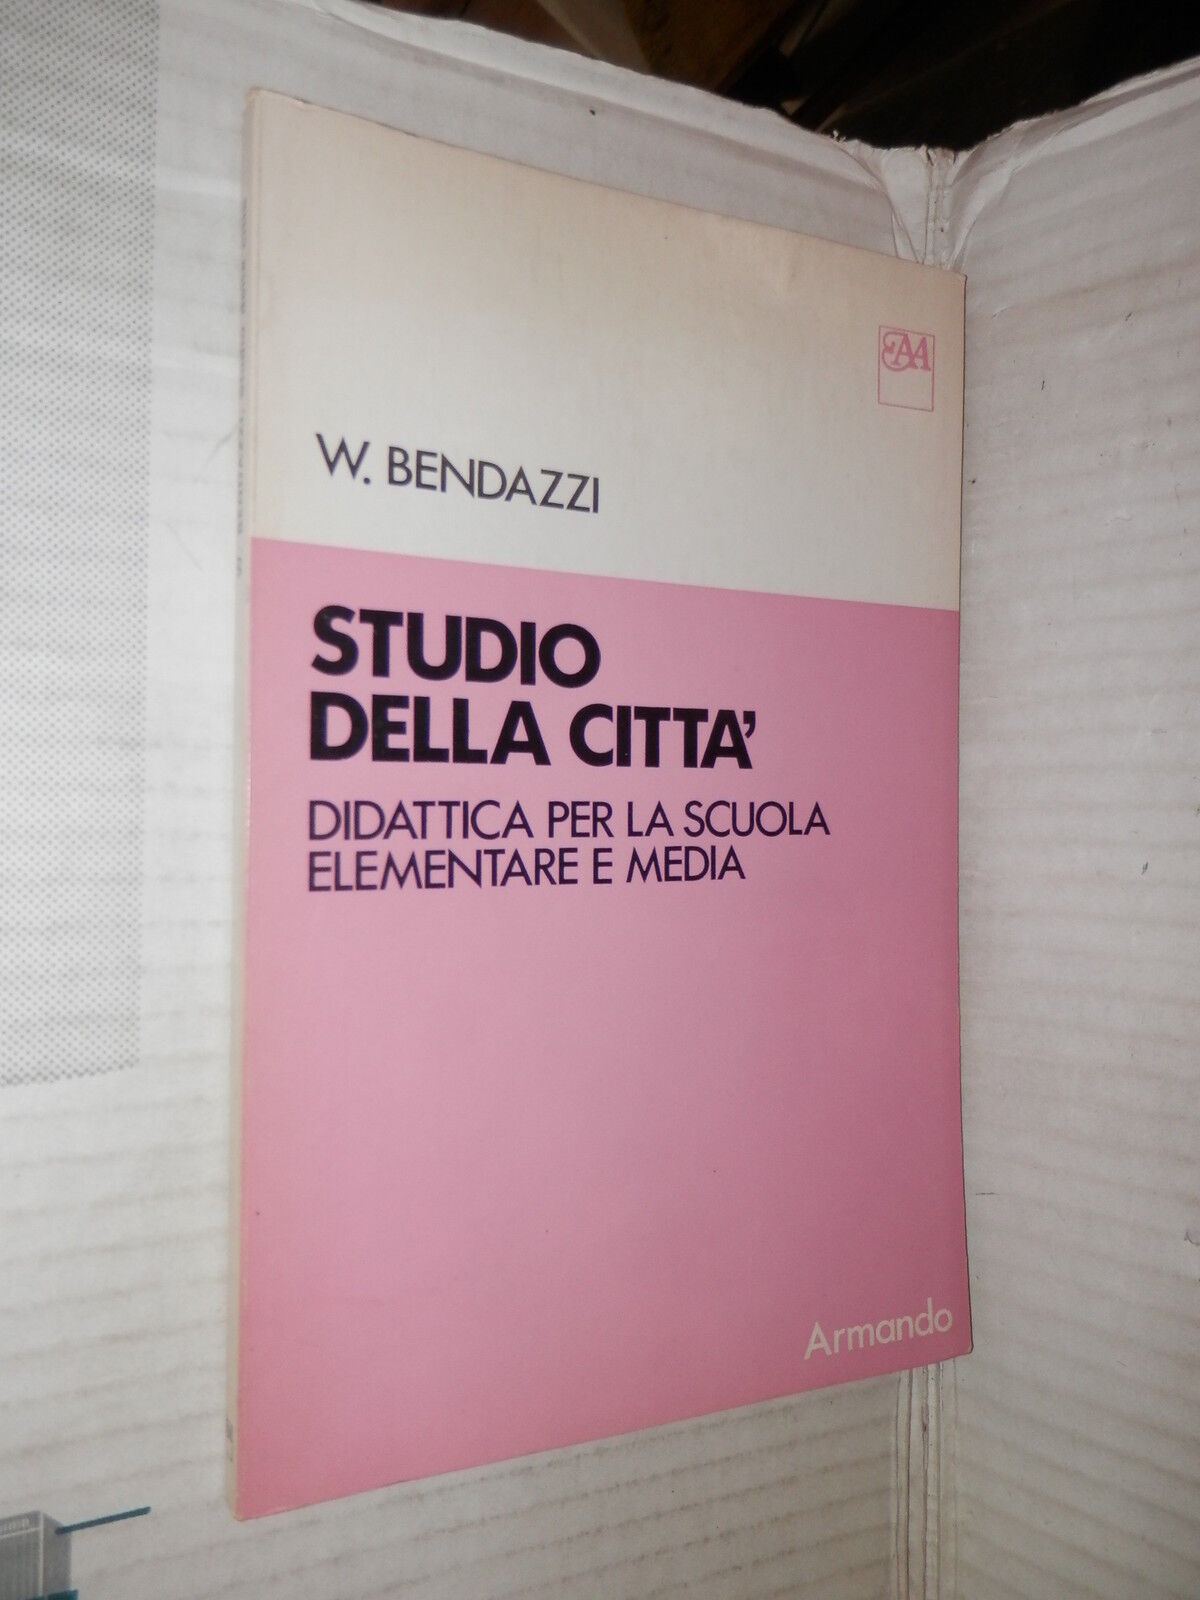 W. BENDAZZI
STUDIO
DELLA CITTA'
DIDATTICA PER LA SCUOLA
ELEMENTARE E MEDIA
Armando